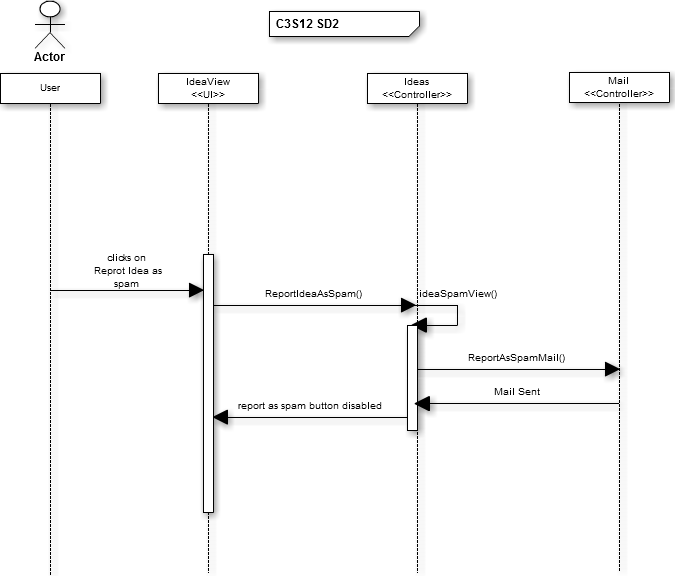 C3S12 SD2
Actor
User
IdeaView
<<UI>>
Ideas
<<Controller>>
Mail
<<Controller>>
clicks on
Reprot Idea as
spam
ReportIdeaAsSpam()
ideaSpamView()
ReportAsSpamMail()
Mail Sent
report as spam button disabled